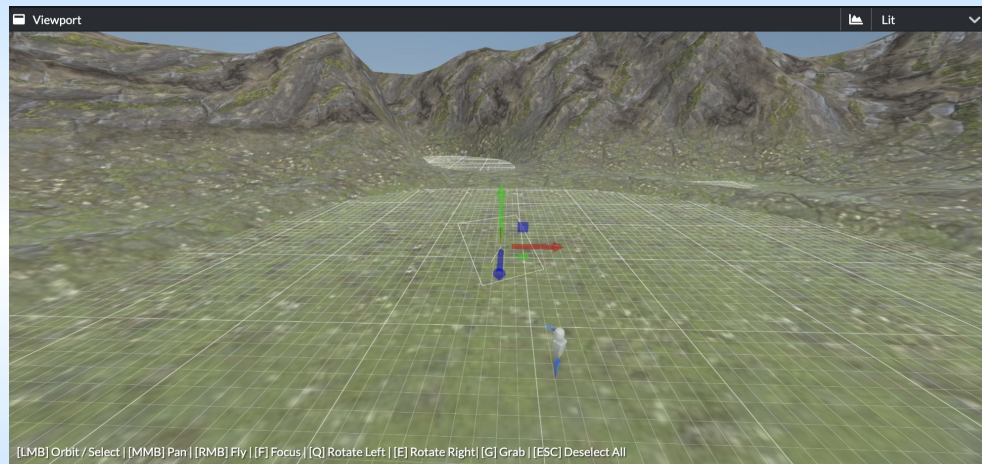 Viewport
Lit
[LMB] Orbit / Select | [MMB] Pan | [RMB] Fly | [F] Focus | [Q] Rotate Left | [E] Rotate Right| [G] Grab | [ESC] Deselect All